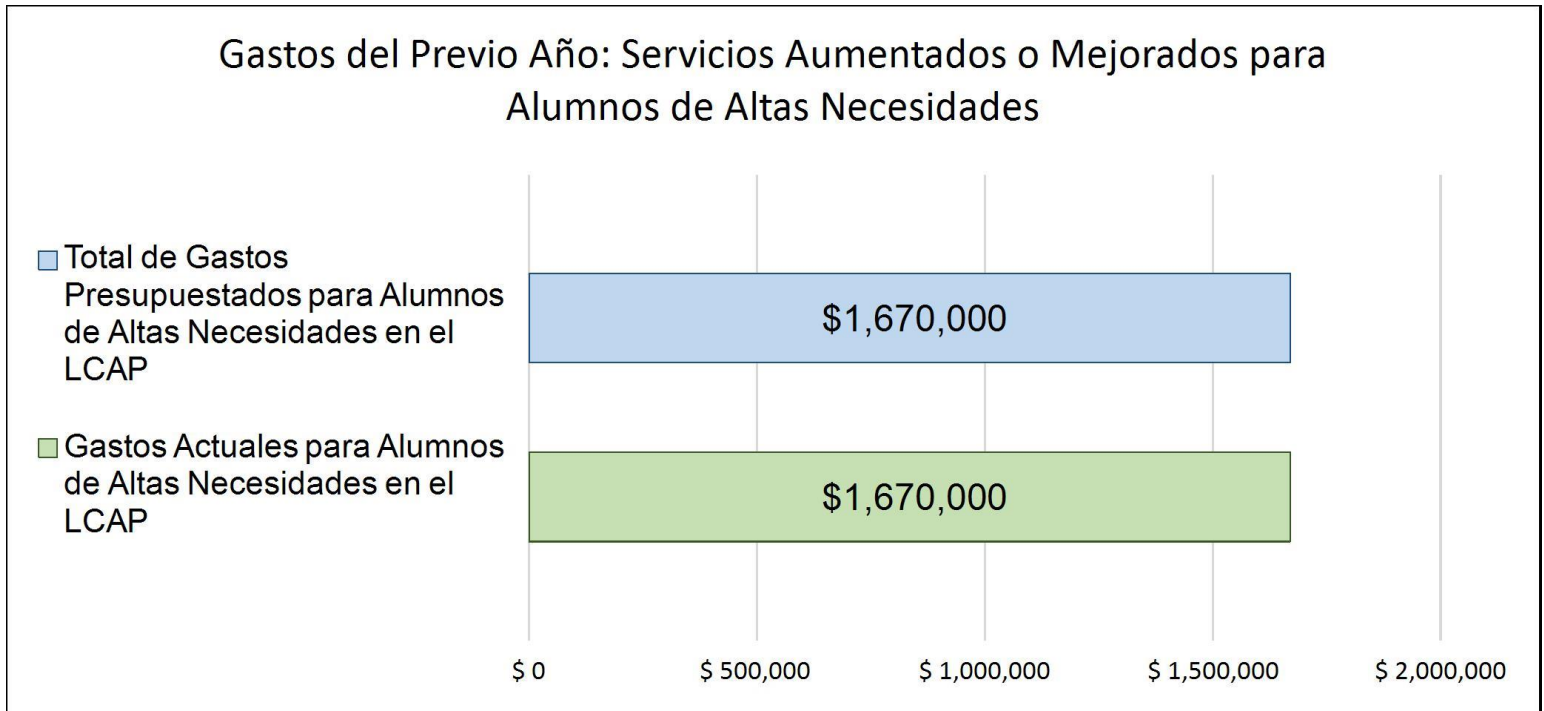 Gastos del Previo Año: Servicios Aumentados o Mejorados para
Alumnos de Altas Necesidades
Total de Gastos
Presupuestados para Alumnos
de Altas Necesidades en el
LCAP
$1,670,000
Gastos Actuales para Alumnos
de Altas Necesidades en el
LCAP
$1,670,000
$ 0
$ 500,000
$ 1,000,000
$ 1,500,000
$ 2,000,000